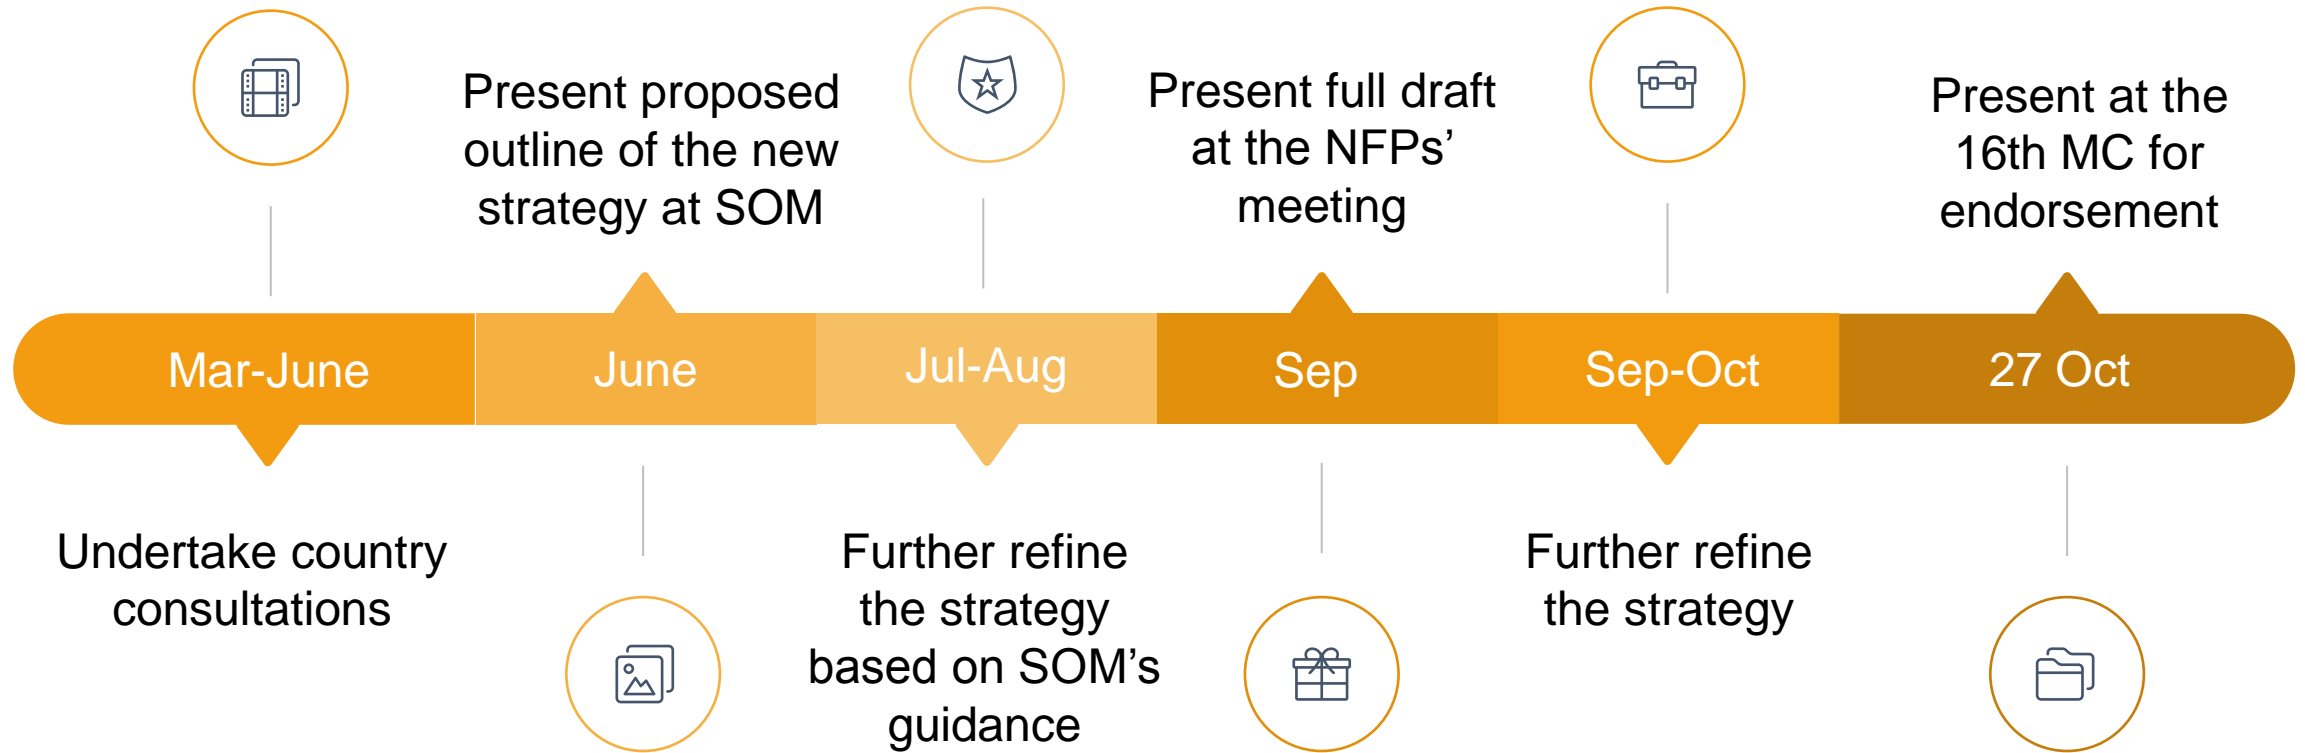 Present proposed
outline of the new
strategy at SOM
Present full draft
at the NFPs’
meeting
Present at the
16th MC for
endorsement
Mar-June
June
Jul-Aug
Sep
Sep-Oct
27 Oct
Undertake country
consultations
Further refine
the strategy
based on SOM’s
guidance
Further refine
the strategy